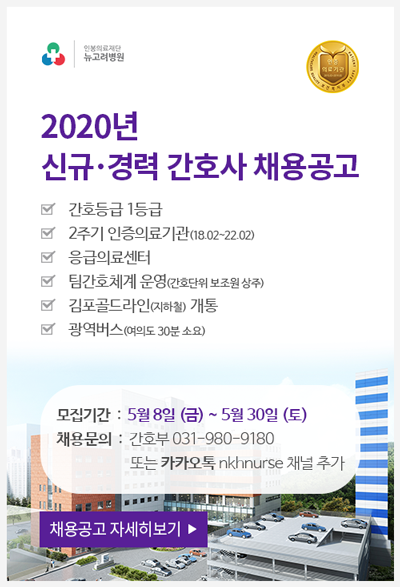 인봉의료재단
뉴고려병원
의료기관
2020년
신규·경력 간호사 채용공고
간호등급 1등급
2주기 인증의료기관(18.02~22.02)
응급의료센터
팀간호체계 운영(간호단위 보조원 상주)
김포골드라인(지하철) 개통
광역버스(여의도 30분 소요)
모집기간 : 5월 8일 (금) ~ 5월 30일 (토)
채용문의 : 간호부 031-980-9180
또는 카카오톡 nkhnurse 채널 추가
채용공고 자세히보기 ▶